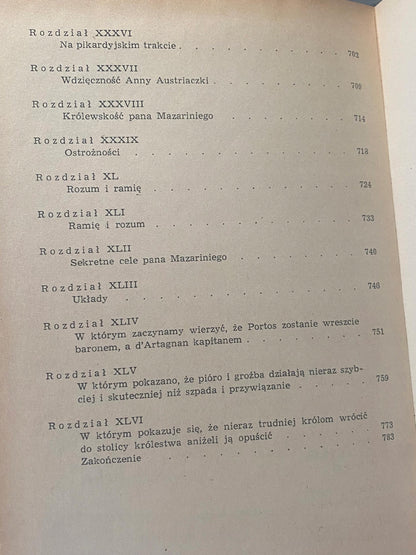 Rozdział XXXVI
Na pikardyjskim trakcie . . . . . . . . . . 702
Rozdział XXXVII
Wdzięczność Anny Austriaczki . . . . . . . . 709
Rozdział XXXVIII
Królewskość pana Mazariniego . . . . . . . . 714
Rozdział XXXIX
Ostrożności . . . . . . . . . . . . . 718
Rozdział XL
Rozum i ramię . . . . . . . . . . . . 724
Rozdział XLI
Ramię i rozum . . . . . . . . . . . . 733
Rozdział XLII
Sekretne cele pana Mazariniego . . . . . . . . 740
Rozdział XLIII
Układy . . . . . . . . . . . . . . 746
Rozdział XLIV
W którym zaczynamy wierzyć, że Portos zostanie wreszcie
baronem, a d'Artagnan kapitanem . . . . . . . . 751
Rozdział XLV
W którym pokazano, że pióro i groźba działają nieraz szyb-
ciej i skuteczniej niż szpada i przywiązanie . . . . . 759
Rozdział XLVI
W którym pokazuje się, że nieraz trudniej królom wrócić
do stolicy królestwa aniżeli ją opuścić . . . . . . 773
Zakończenie . . . . . . . . . . . . . 783